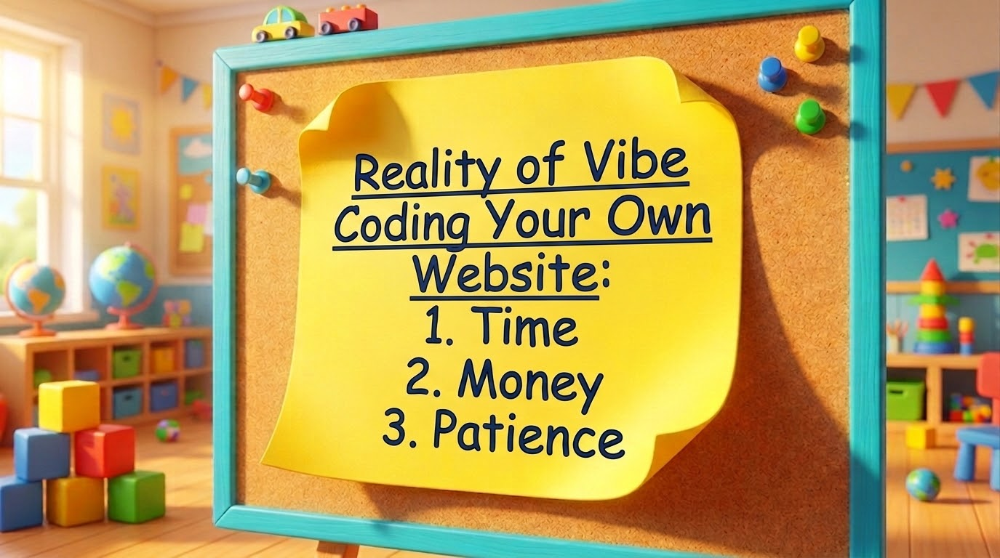 Reality of Vibe
Coding Your Own
Website:
1. Time
2. Money
3. Patience